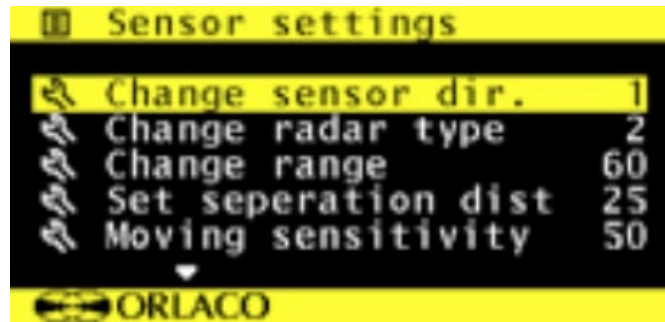 Sensor settings
Change sensor dir. 1
Change radar type 2
Change range 60
Set seperation dist 25
Moving sensitivity 50
ORLACO